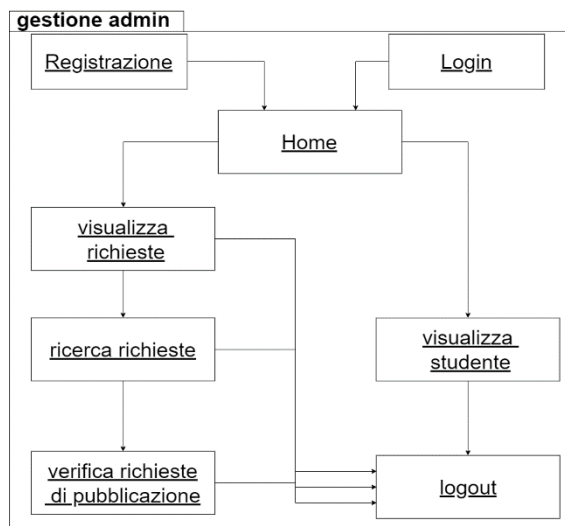 gestione admin
Registrazione
Login
Home
visualizza
richieste
ricerca richieste
visualizza
studente
verifica richieste
di pubblicazione
logout